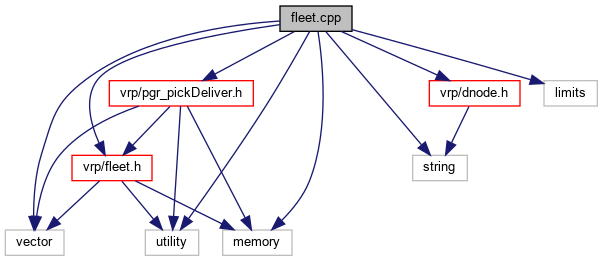 fleet.cpp
vrp/pgr_pickDeliver.h
vrp/dnode.h
limits
vrp/fleet.h
string
vector
utility
memory